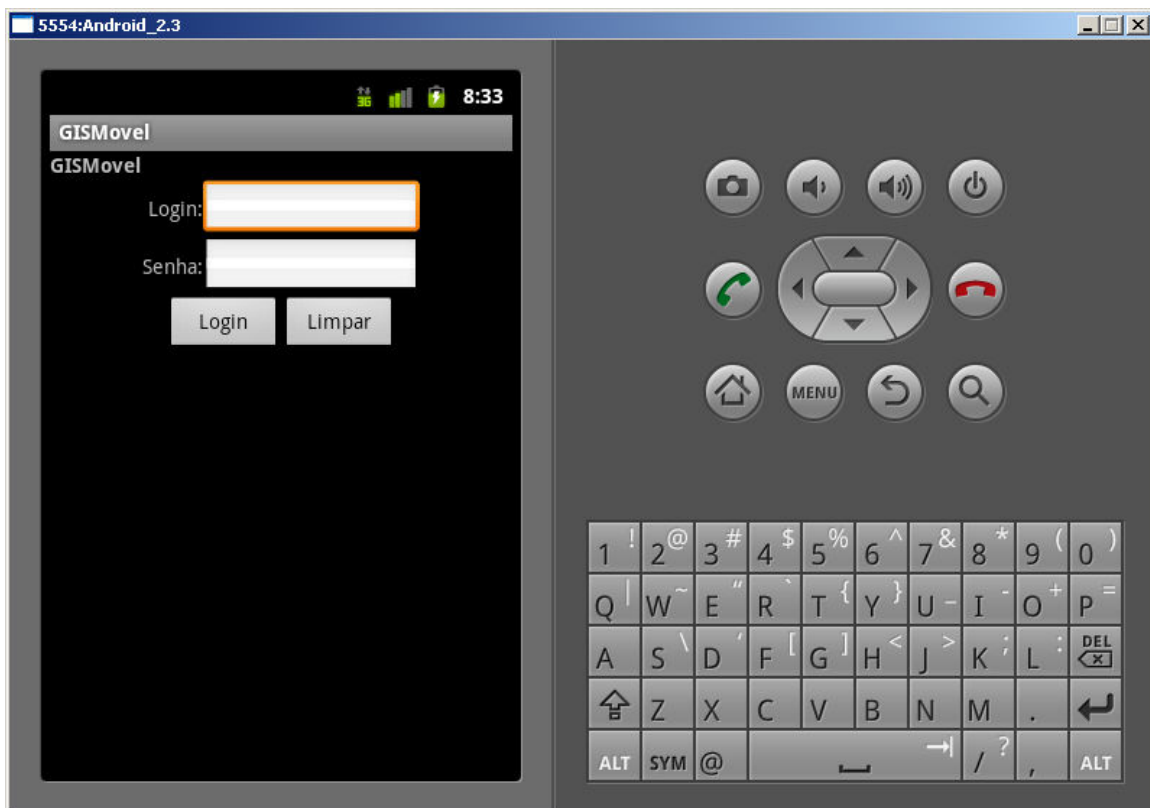 5554:Android_2.3
3G 8:33
GISMovel
GISMovel
Login:
Senha:
Login Limpar
MENU
1 ! 2 @ 3 # 4 $ 5 % 6 ^ 7 & 8 * 9 ( 0 )
Q | W ~ E “ R ` T { Y } U _ I - O + P =
A S \ D ‘ F [ G ] H < J > K ; L : DEL
Z X C V B N M .
ALT SYM @ / ? , ALT